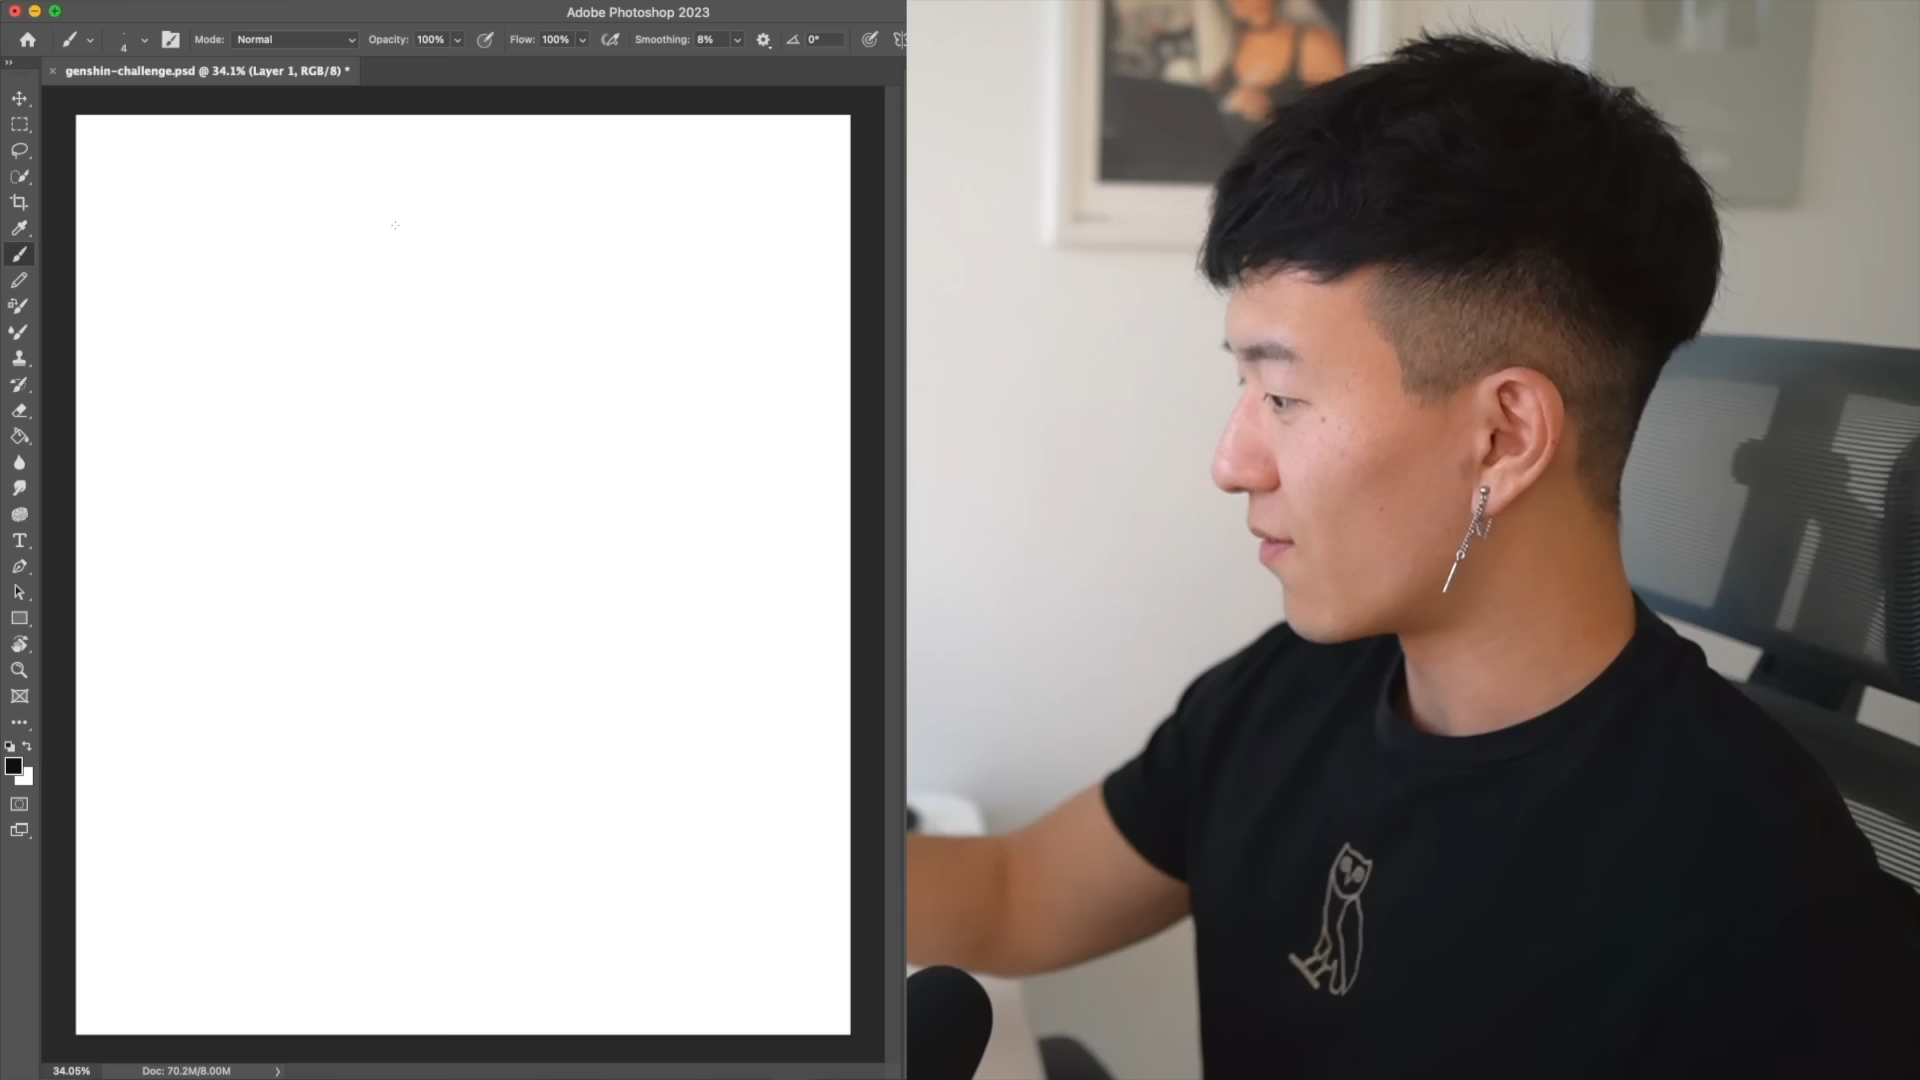 Adobe Photoshop 2023
4 Mode: Normal Opacity: 100% Flow: 100% Smoothing: 8% 0°
genshin-challenge.psd @ 34.1% (Layer 1, RGB/8) *
34.05% Doc: 70.2M/8.00M